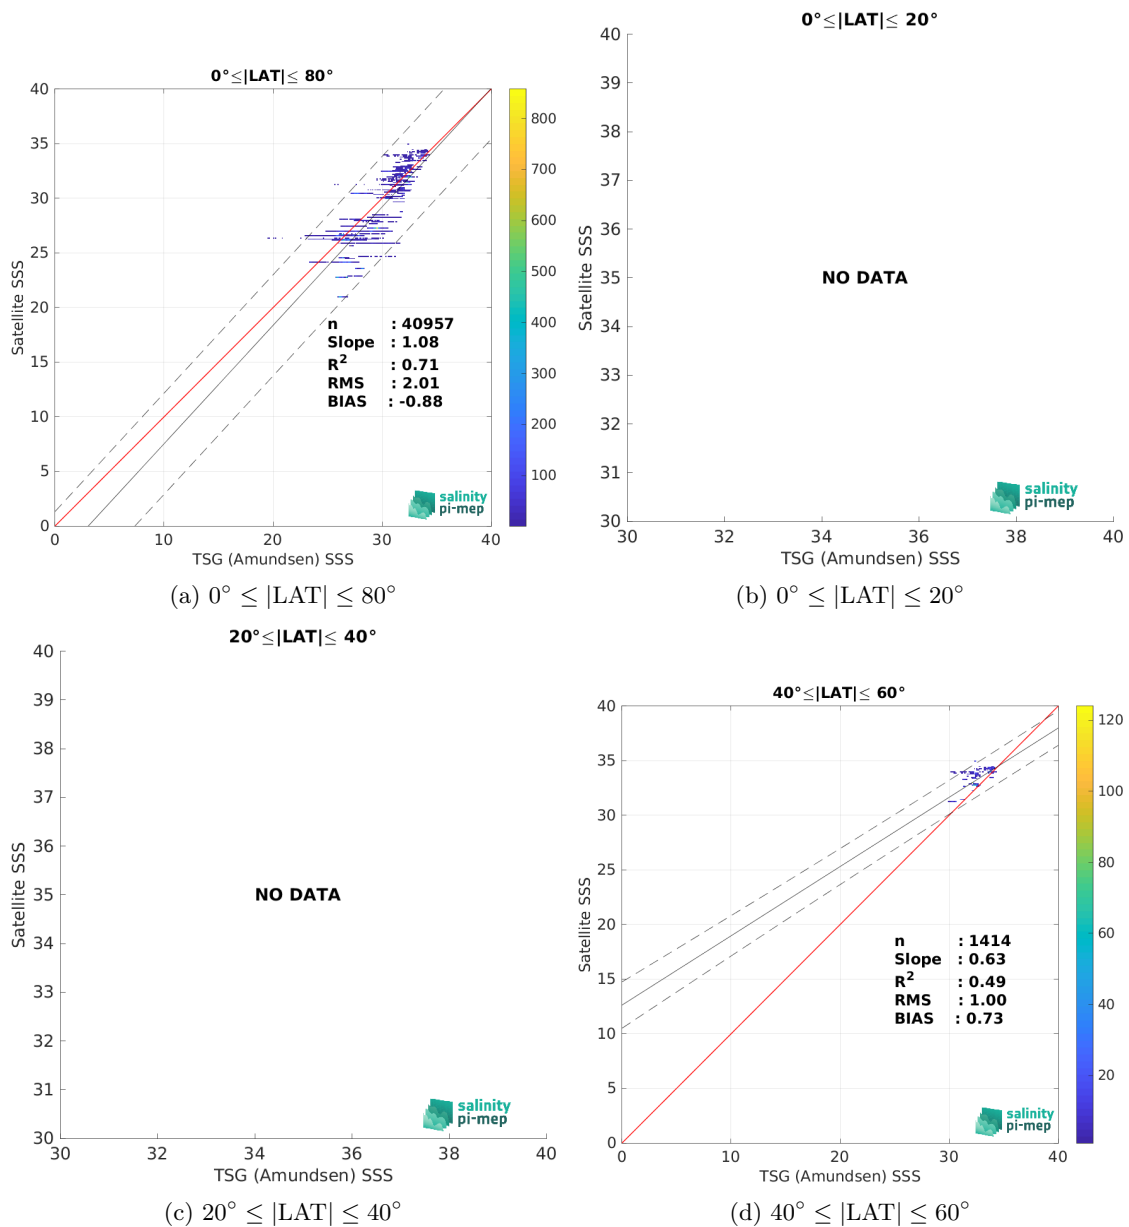 0°≤|LAT|≤ 80°
40
35
30
25
20
15
10
5
0
Satellite SSS
n : 40957
Slope : 1.08
R² : 0.71
RMS : 2.01
BIAS : -0.88
salinity
pi-mep
0 10 20 30 40
TSG (Amundsen) SSS
800
700
600
500
400
300
200
100
(a) 0° ≤ |LAT| ≤ 80°
0°≤|LAT|≤ 20°
40
39
38
37
36
35
34
33
32
31
30
Satellite SSS
NO DATA
salinity
pi-mep
30 32 34 36 38 40
TSG (Amundsen) SSS
(b) 0° ≤ |LAT| ≤ 20°
20°≤|LAT|≤ 40°
40
39
38
37
36
35
34
33
32
31
30
Satellite SSS
NO DATA
salinity
pi-mep
30 32 34 36 38 40
TSG (Amundsen) SSS
(c) 20° ≤ |LAT| ≤ 40°
40°≤|LAT|≤ 60°
40
35
30
25
20
15
10
5
0
Satellite SSS
n : 1414
Slope : 0.63
R² : 0.49
RMS : 1.00
BIAS : 0.73
salinity
pi-mep
0 10 20 30 40
TSG (Amundsen) SSS
120
100
80
60
40
20
(d) 40° ≤ |LAT| ≤ 60°